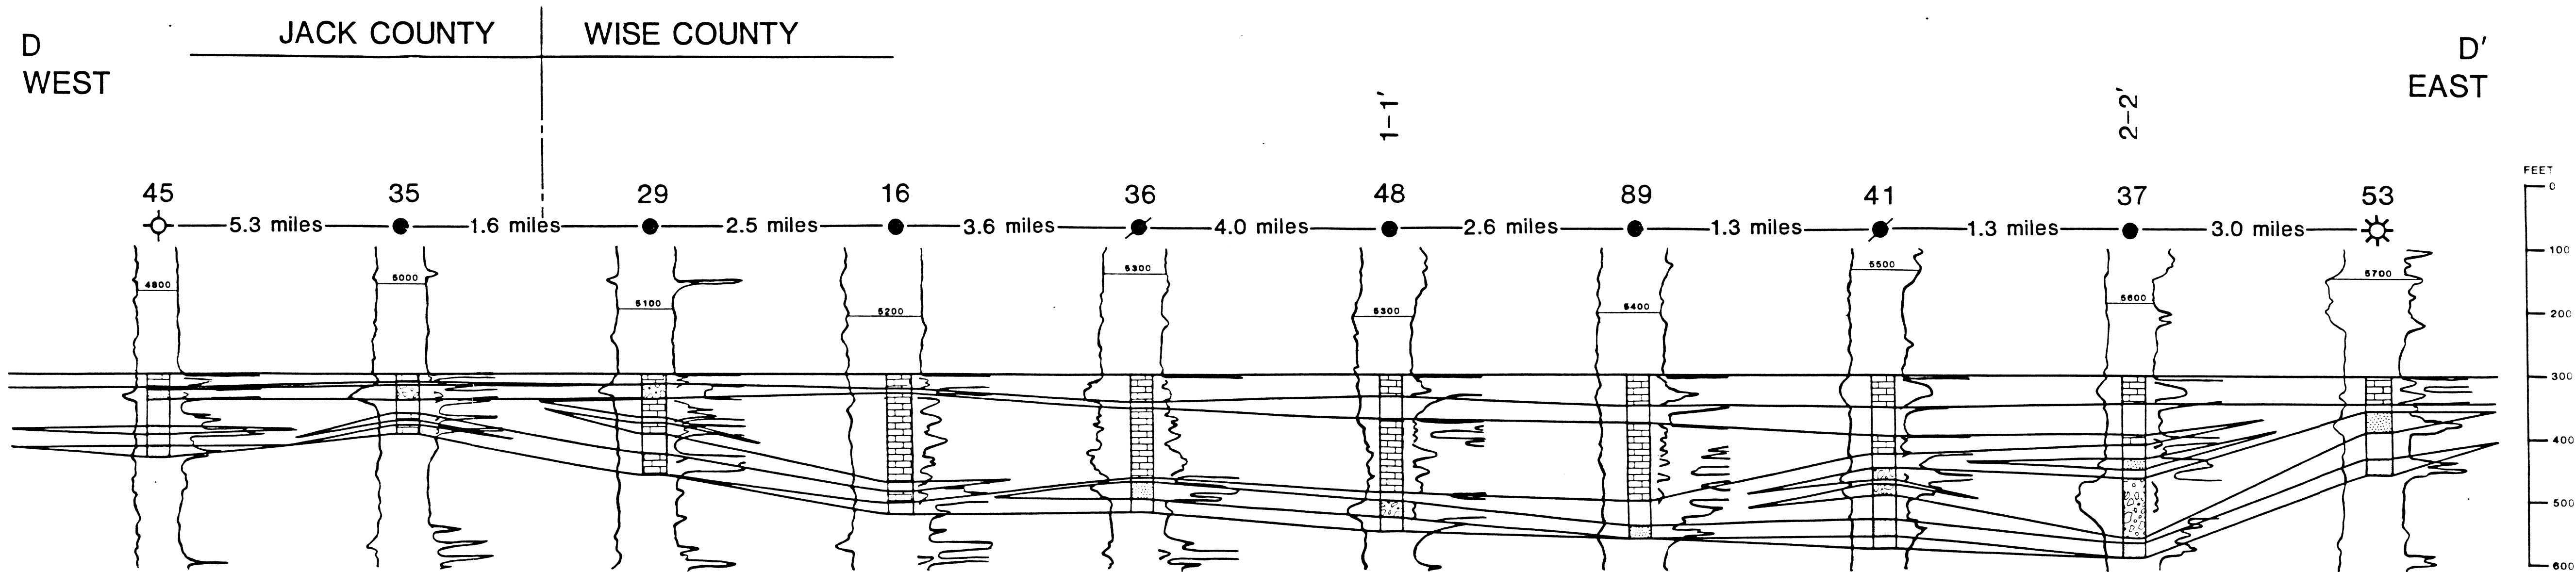 D
WEST
JACK COUNTY WISE COUNTY
D'
EAST
1-1'
2-2'
45 35 29 16 36 48 89 41 37 53
5.3 miles 1.6 miles 2.5 miles 3.6 miles 4.0 miles 2.6 miles 1.3 miles 1.3 miles 3.0 miles
4800 5000 5100 5200 5300 5300 5400 5500 5600 5700
FEET
0
100
200
300
400
500
600